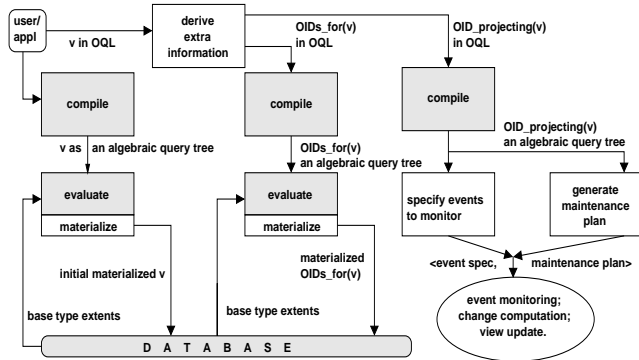 user/
appl
v in OQL
derive
extra
information
OIDs_for(v)
in OQL
OID_projecting(v)
in OQL
compile
compile
compile
v as an algebraic query tree
OIDs_for(v)
an algebraic query tree
OID_projecting(v)
an algebraic query tree
evaluate
materialize
evaluate
materialize
specify events
to monitor
generate
maintenance
plan
initial materialized v
materialized
OIDs_for(v)
<event spec, maintenance plan>
base type extents
base type extents
event monitoring;
change computation;
view update.
D A T A B A S E